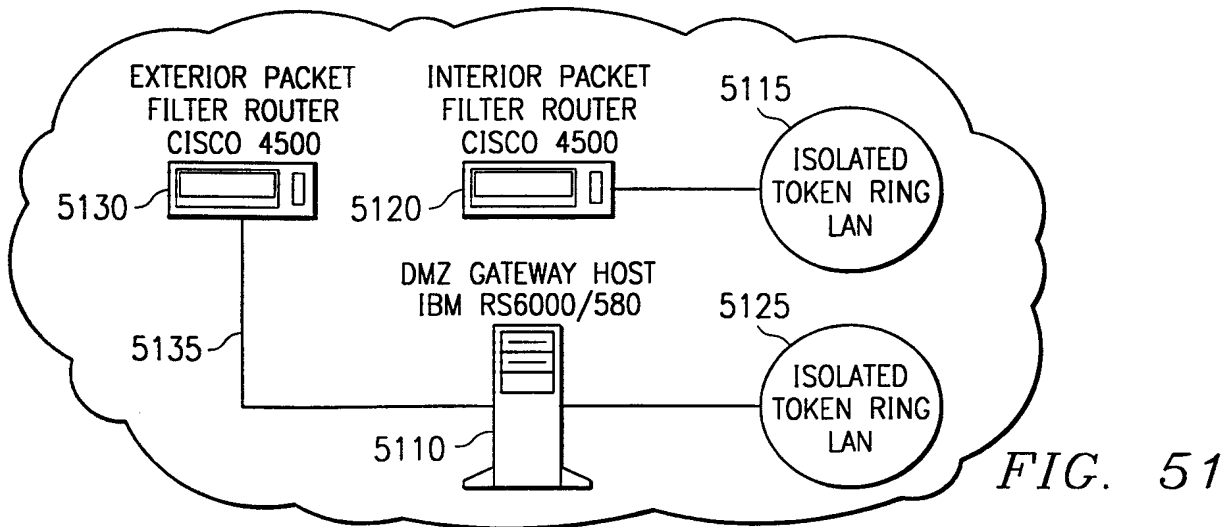 EXTERIOR PACKET
FILTER ROUTER
CISCO 4500
5130
INTERIOR PACKET
FILTER ROUTER
CISCO 4500
5120
5115
ISOLATED
TOKEN RING
LAN
5135
DMZ GATEWAY HOST
IBM RS6000/580
5110
5125
ISOLATED
TOKEN RING
LAN
FIG. 51